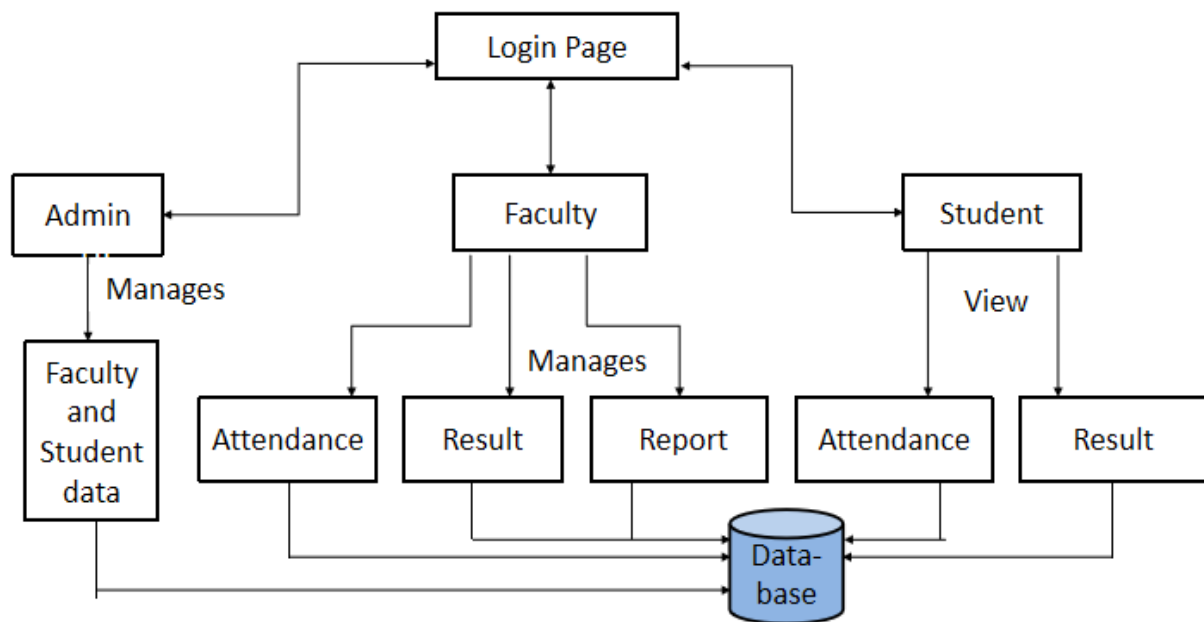 Login Page
Admin
Faculty
Student
Manages
View
Manages
Faculty
and
Student
data
Attendance
Result
Report
Attendance
Result
Data-
base